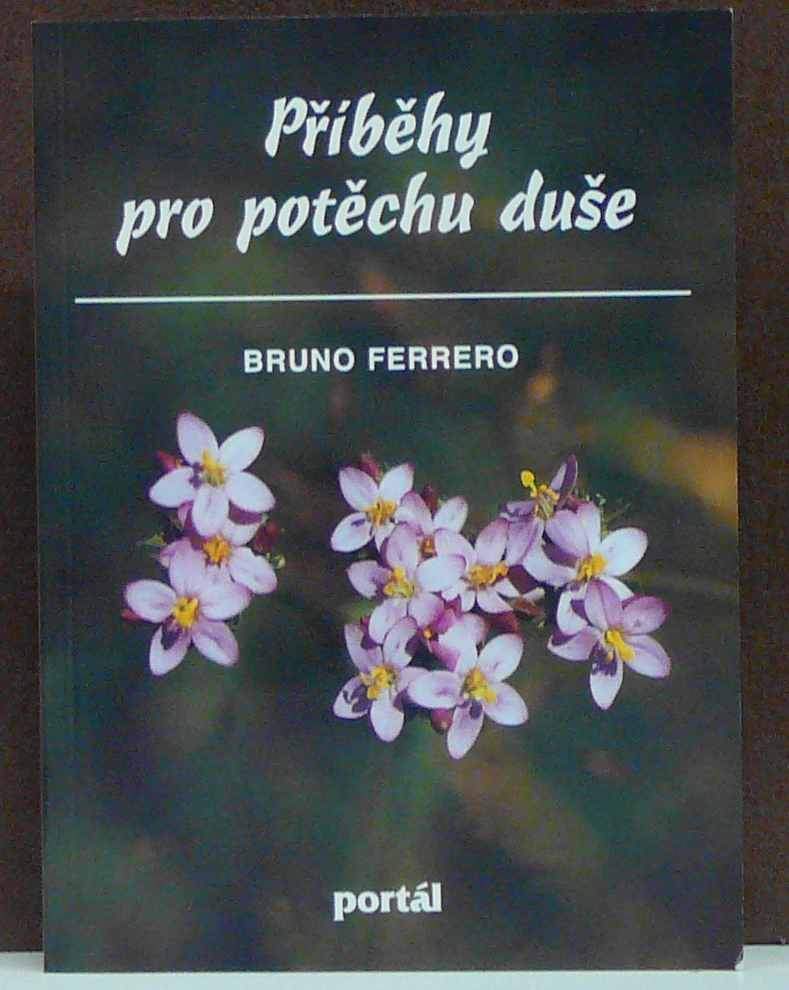 Příběhy
pro potěchu duše
BRUNO FERRERO
portál